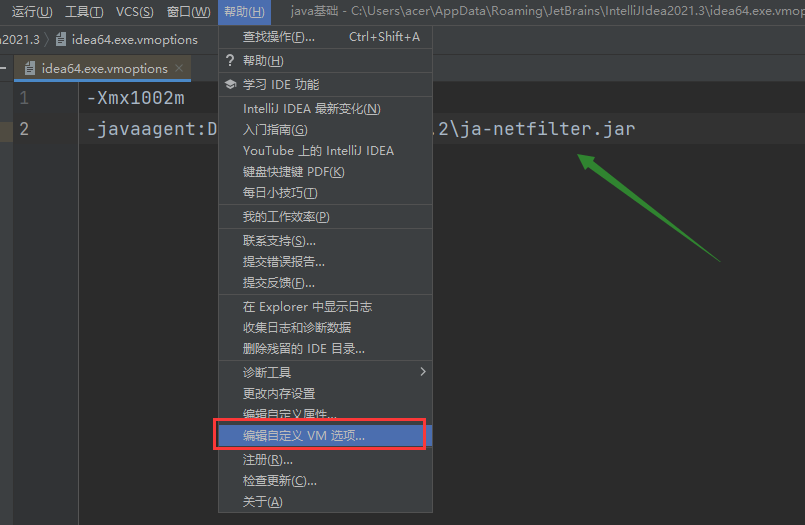 运行(U) 工具(T) VCS(S) 窗口(W) 帮助(H) java基础 - C:\Users\acer\AppData\Roaming\JetBrains\IntelliJIdea2021.3\idea64.exe.vmop
a2021.3 idea64.exe.vmoptions
idea64.exe.vmoptions
1 -Xmx1002m
2 -javaagent:D .2\ja-netfilter.jar
查找操作(F)... Ctrl+Shift+A
? 帮助(H)
学习 IDE 功能
IntelliJ IDEA 最新变化(N)
入门指南(G)
YouTube 上的 IntelliJ IDEA
键盘快捷键 PDF(K)
每日小技巧(T)
我的工作效率(P)
联系支持(S)...
提交错误报告...
提交反馈(F)...
在 Explorer 中显示日志
收集日志和诊断数据
删除残留的 IDE 目录...
诊断工具
更改内存设置
编辑自定义属性...
编辑自定义 VM 选项...
注册(R)...
检查更新(C)...
关于(A)